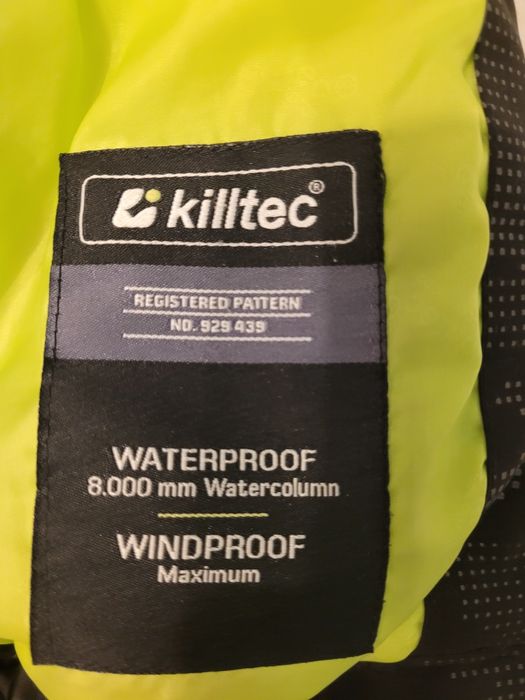 killtec®
REGISTERED PATTERN
NO. 929 439
WATERPROOF
8.000 mm Watercolumn
WINDPROOF
Maximum